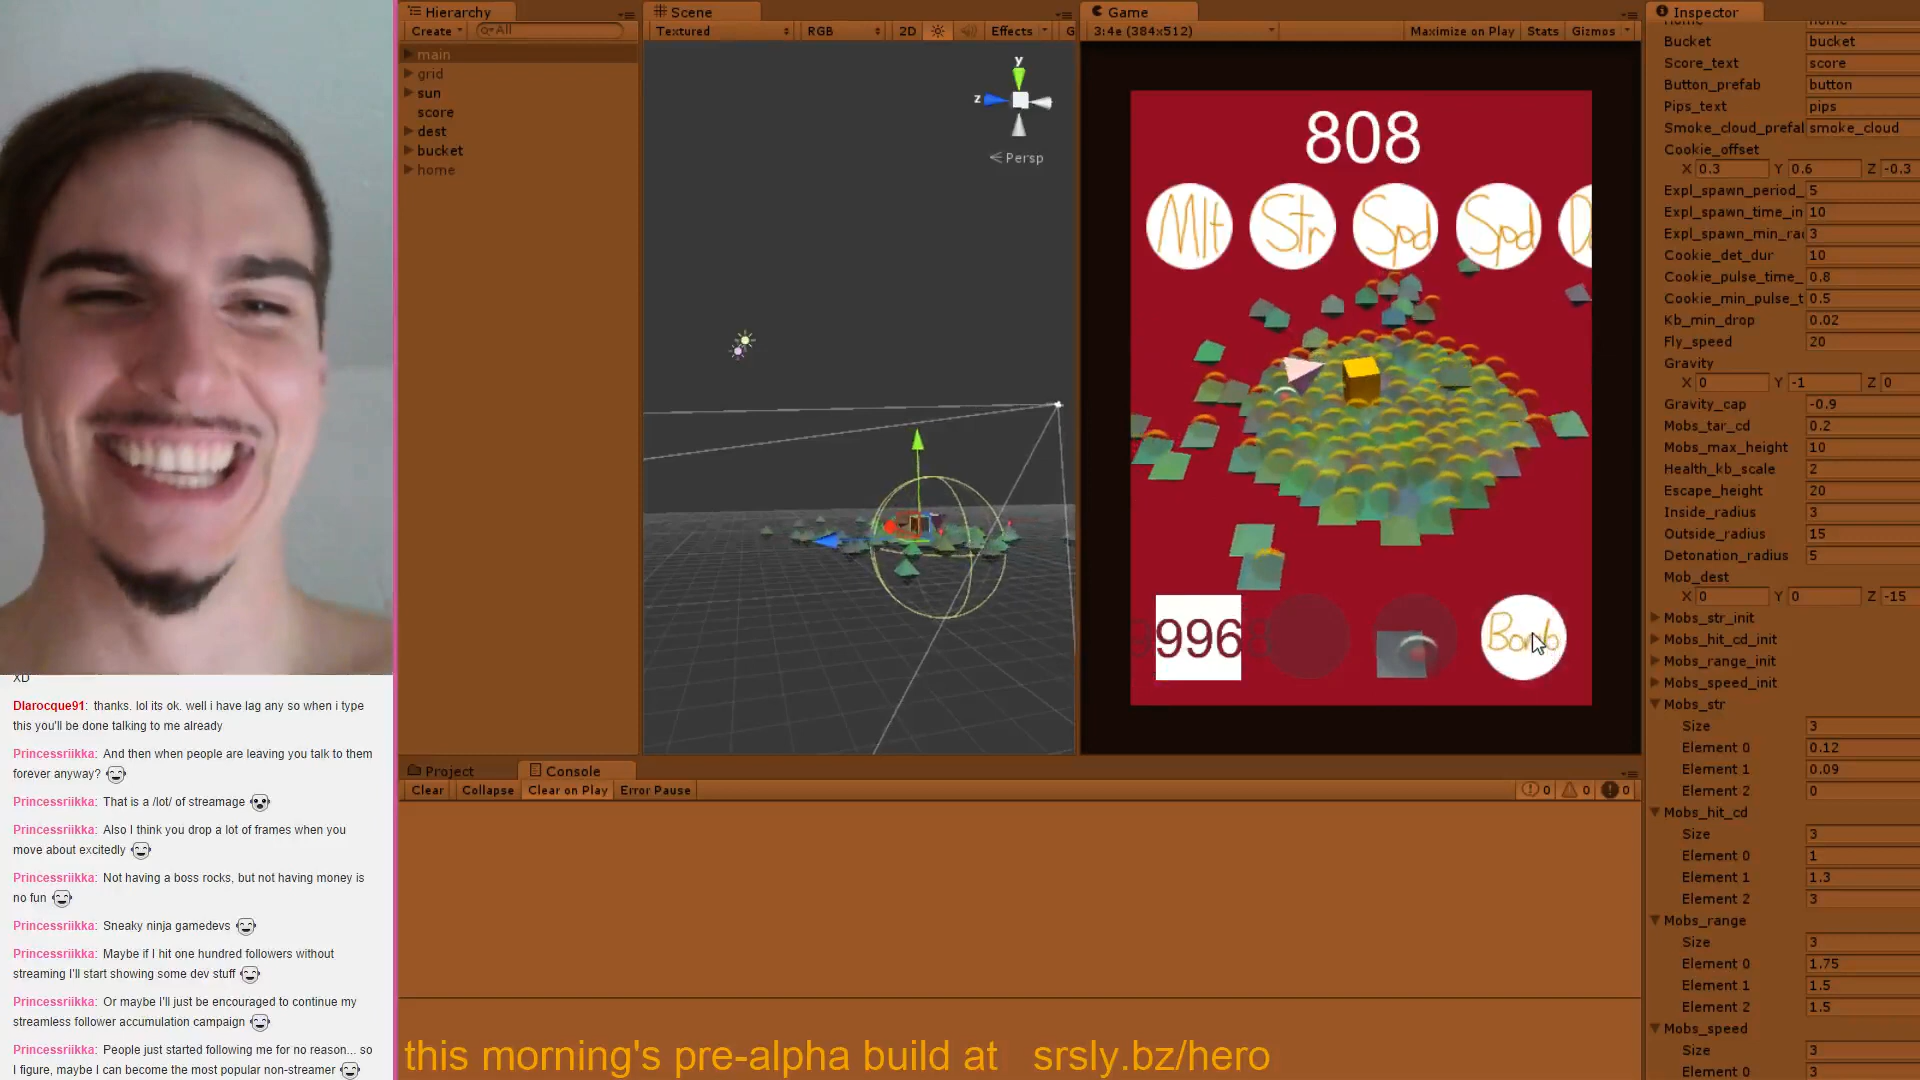 Hierarchy
Create
All
main
grid
sun
score
dest
bucket
home
Scene
Textured
RGB
2D
Effects
G
y
z
Persp
Game
3:4e (384x512)
Maximize on Play
Stats
Gizmos
808
Mlt
Str
Spd
Spd
9968
Bomb
Inspector
Bucket bucket
Score_text score
Button_prefab button
Pips_text pips
Smoke_cloud_prefal smoke_cloud
Cookie_offset
X 0.3 Y 0.6 Z -0.3
Expl_spawn_period_ 5
Expl_spawn_time_in 10
Expl_spawn_min_rac 3
Cookie_det_dur 10
Cookie_pulse_time_ 0.8
Cookie_min_pulse_t 0.5
Kb_min_drop 0.02
Fly_speed 20
Gravity
X 0 Y -1 Z 0
Gravity_cap -0.9
Mobs_tar_cd 0.2
Mobs_max_height 10
Health_kb_scale 2
Escape_height 20
Inside_radius 3
Outside_radius 15
Detonation_radius 5
Mob_dest
X 0 Y 0 Z -15
Mobs_str_init
Mobs_hit_cd_init
Mobs_range_init
Mobs_speed_init
Mobs_str
Size 3
Element 0 0.12
Element 1 0.09
Element 2 0
Mobs_hit_cd
Size 3
Element 0 1
Element 1 1.3
Element 2 3
Mobs_range
Size 3
Element 0 1.75
Element 1 1.5
Element 2 1.5
Mobs_speed
Size 3
Element 0 3
Project
Console
Clear
Collapse
Clear on Play
Error Pause
0
0
0
XD
Dlarocque91: thanks. lol its ok. well i have lag any so when i type
this you'll be done talking to me already
Princessriikka: And then when people are leaving you talk to them
forever anyway?
Princessriikka: That is a /lot/ of streamage
Princessriikka: Also I think you drop a lot of frames when you
move about excitedly
Princessriikka: Not having a boss rocks, but not having money is
no fun
Princessriikka: Sneaky ninja gamedevs
Princessriikka: Maybe if I hit one hundred followers without
streaming I'll start showing some dev stuff
Princessriikka: Or maybe I'll just be encouraged to continue my
streamless follower accumulation campaign
Princessriikka: People just started following me for no reason... so
I figure, maybe I can become the most popular non-streamer
this morning's pre-alpha build at srsly.bz/hero